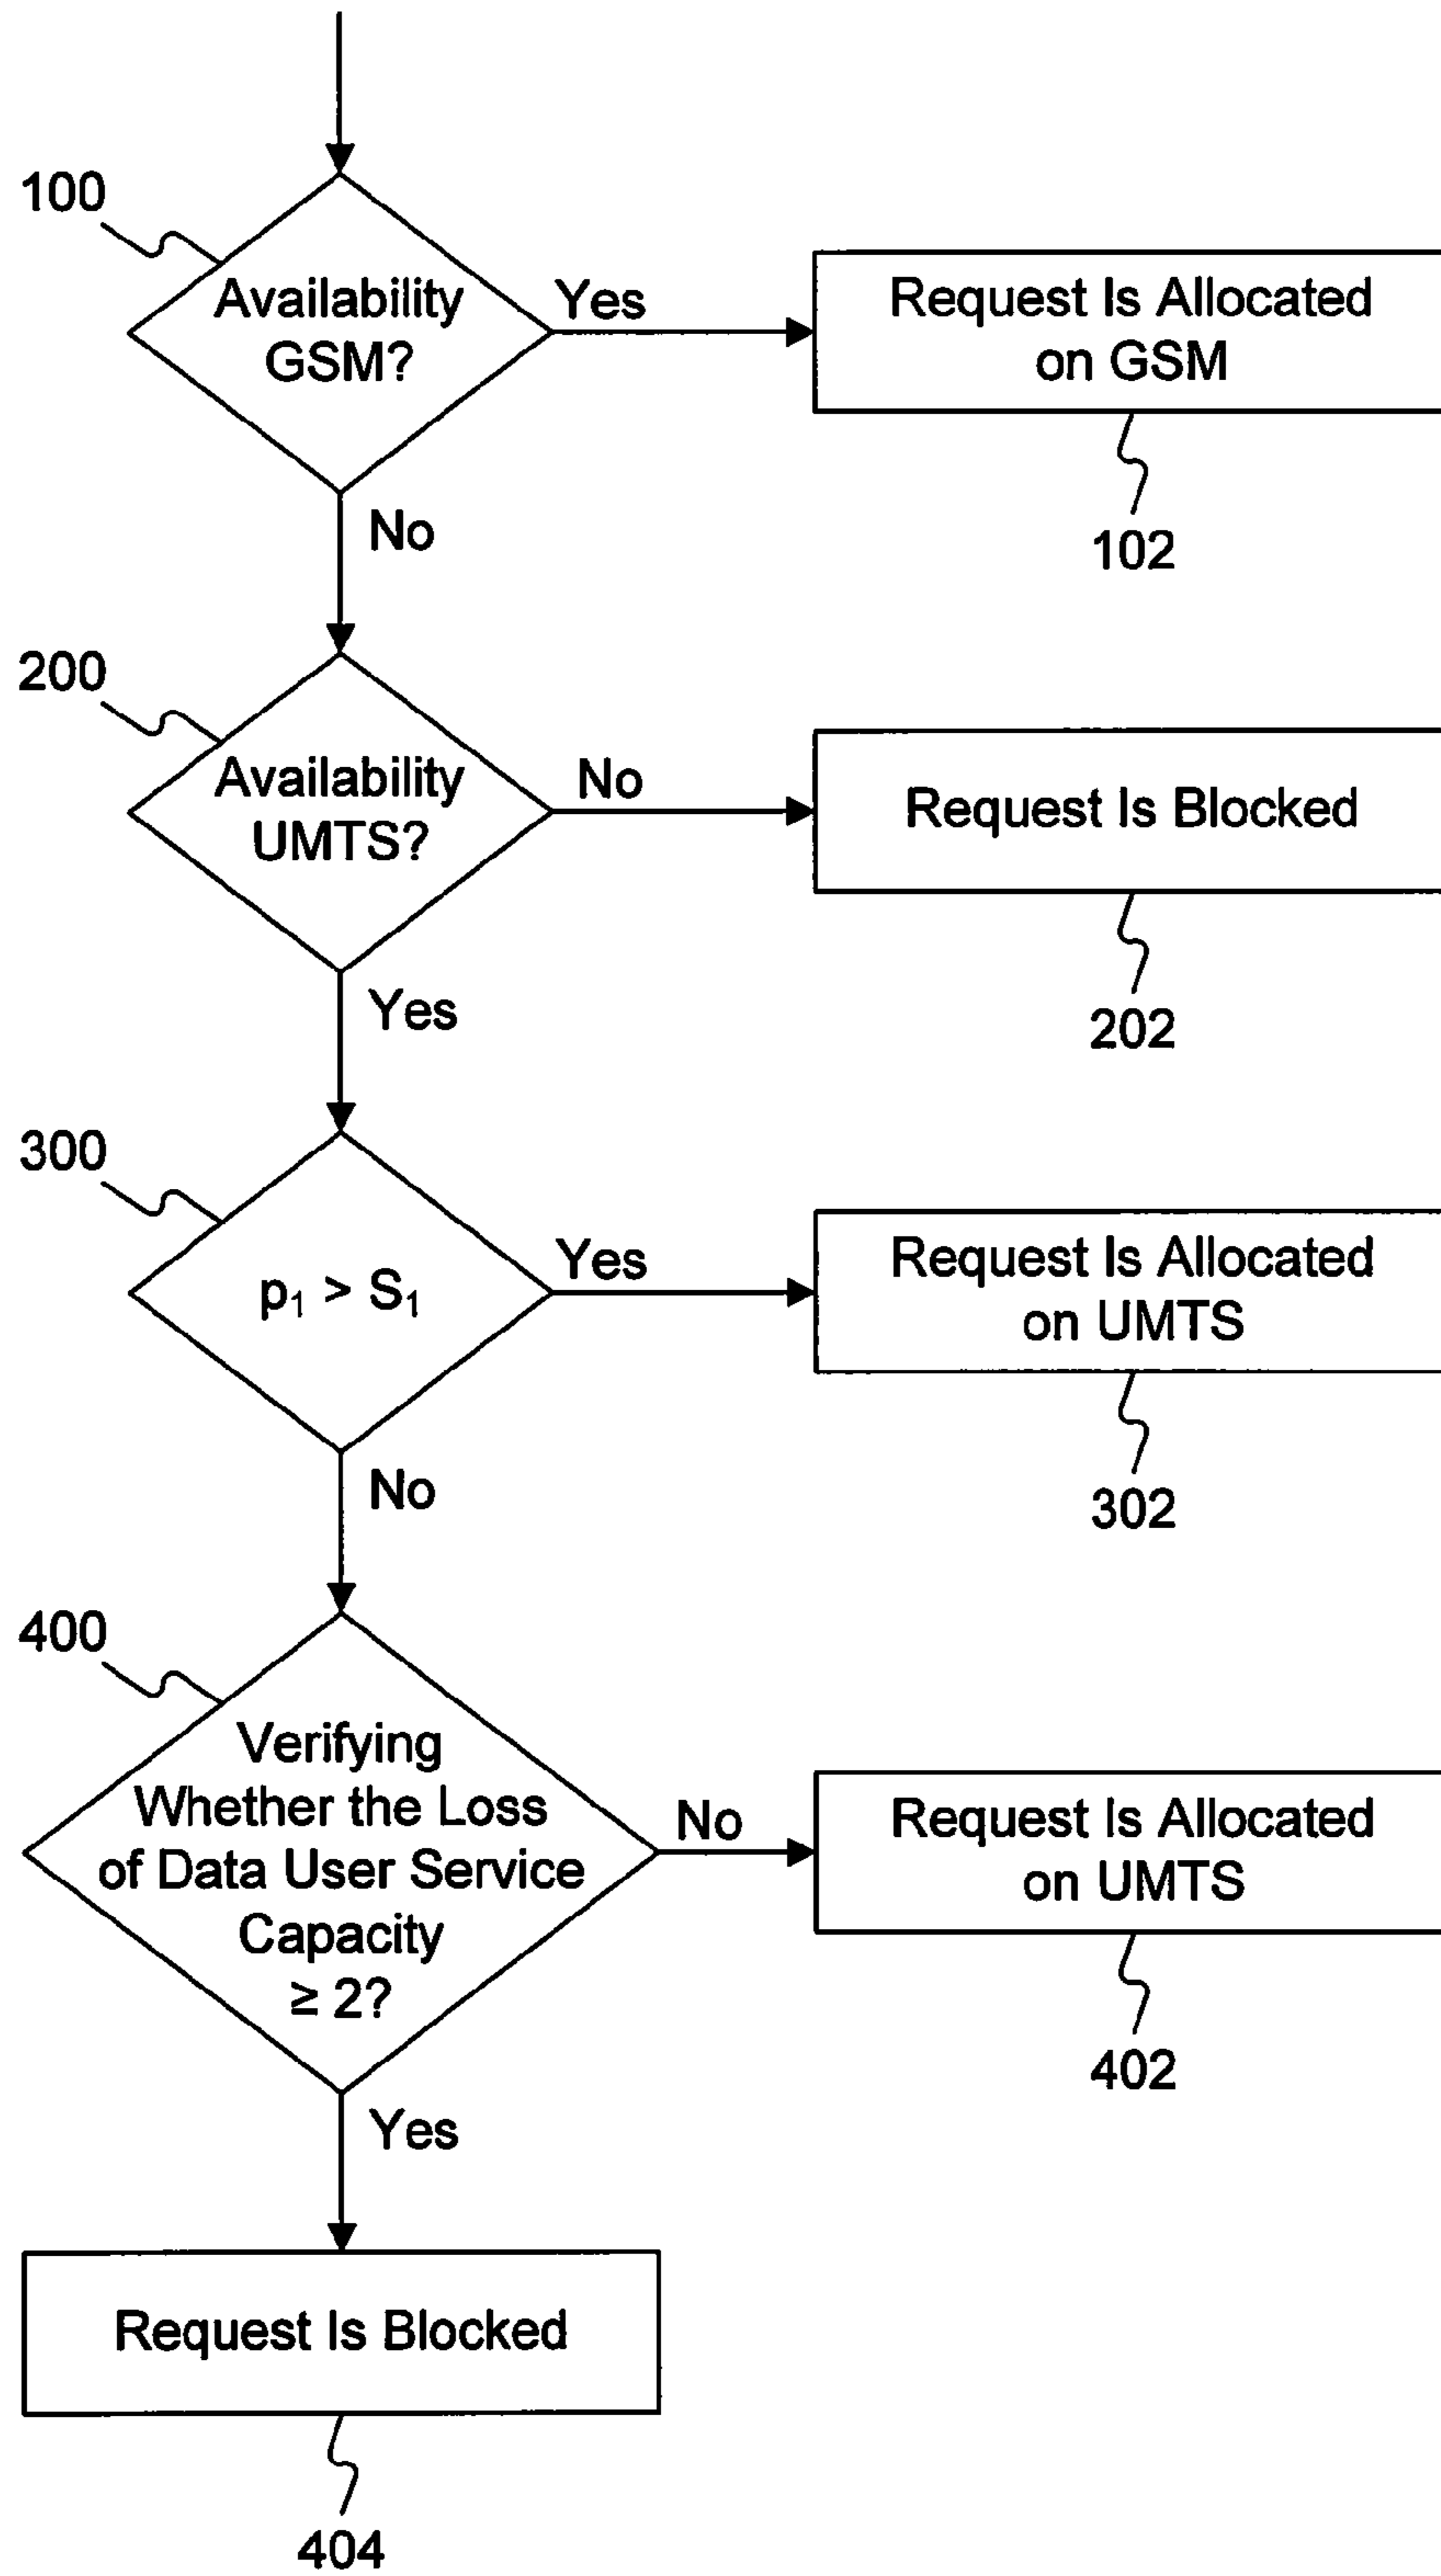 100
Availability
GSM?
Yes
Request Is Allocated
on GSM
102
No
200
Availability
UMTS?
No
Request Is Blocked
202
Yes
300
p₁ > S₁
Yes
Request Is Allocated
on UMTS
302
No
400
Verifying
Whether the Loss
of Data User Service
Capacity
≥ 2?
No
Request Is Allocated
on UMTS
402
Yes
Request Is Blocked
404